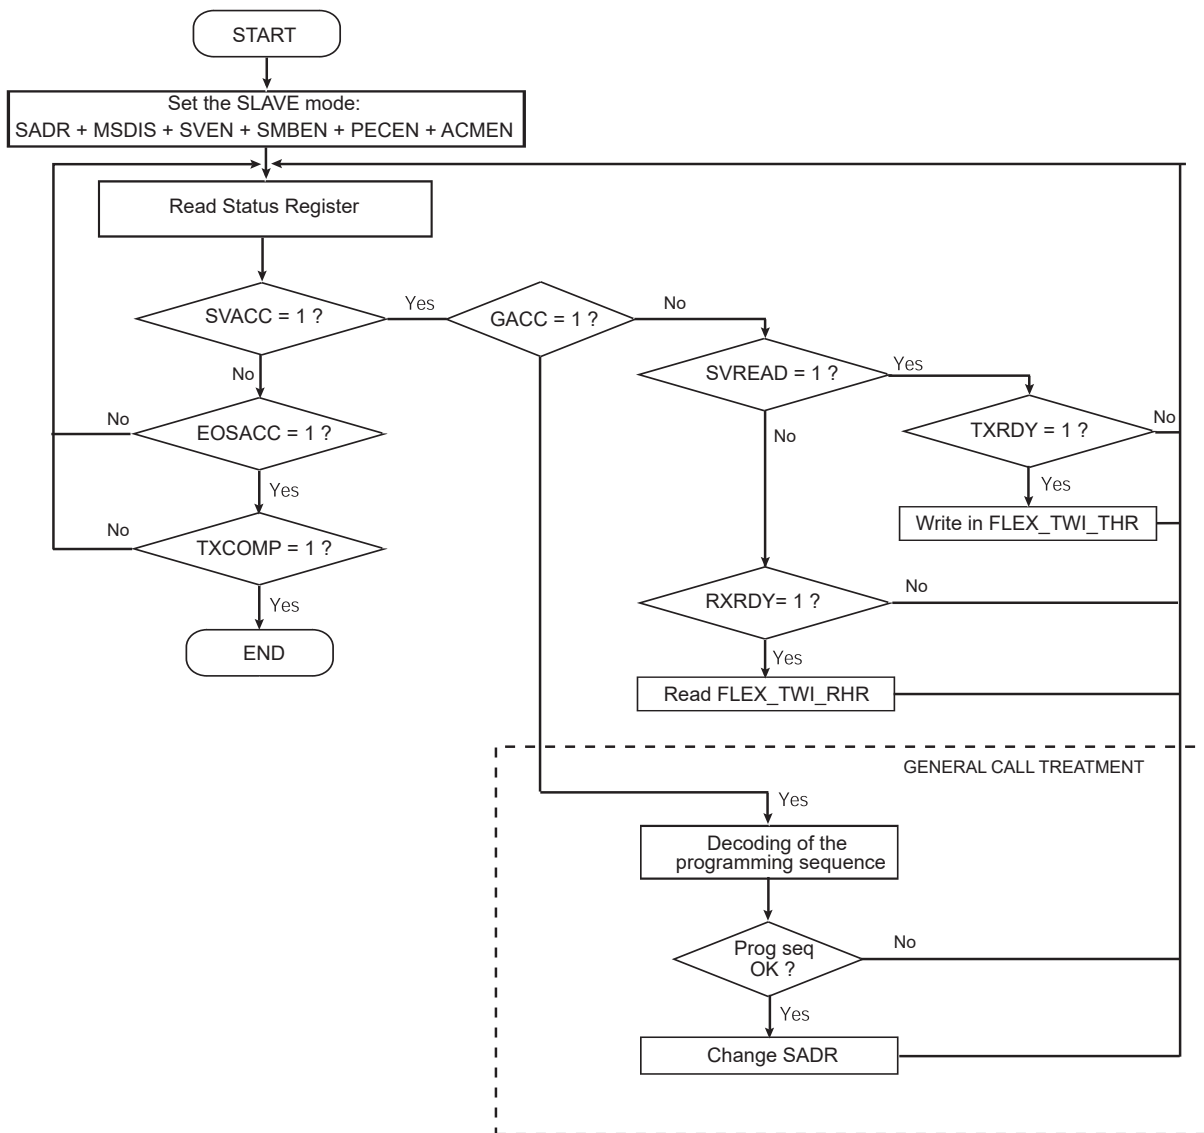 START
Set the SLAVE mode:
SADR + MSDIS + SVEN + SMBEN + PECEN + ACMEN
Read Status Register
SVACC = 1 ?
Yes
GACC = 1 ?
No
SVREAD = 1 ?
Yes
No
EOSACC = 1 ?
No
TXRDY = 1 ?
No
No
Yes
Yes
Write in FLEX_TWI_THR
No
TXCOMP = 1 ?
Yes
RXRDY= 1 ?
No
END
Yes
Read FLEX_TWI_RHR
GENERAL CALL TREATMENT
Yes
Decoding of the
programming sequence
Prog seq
OK ?
No
Yes
Change SADR